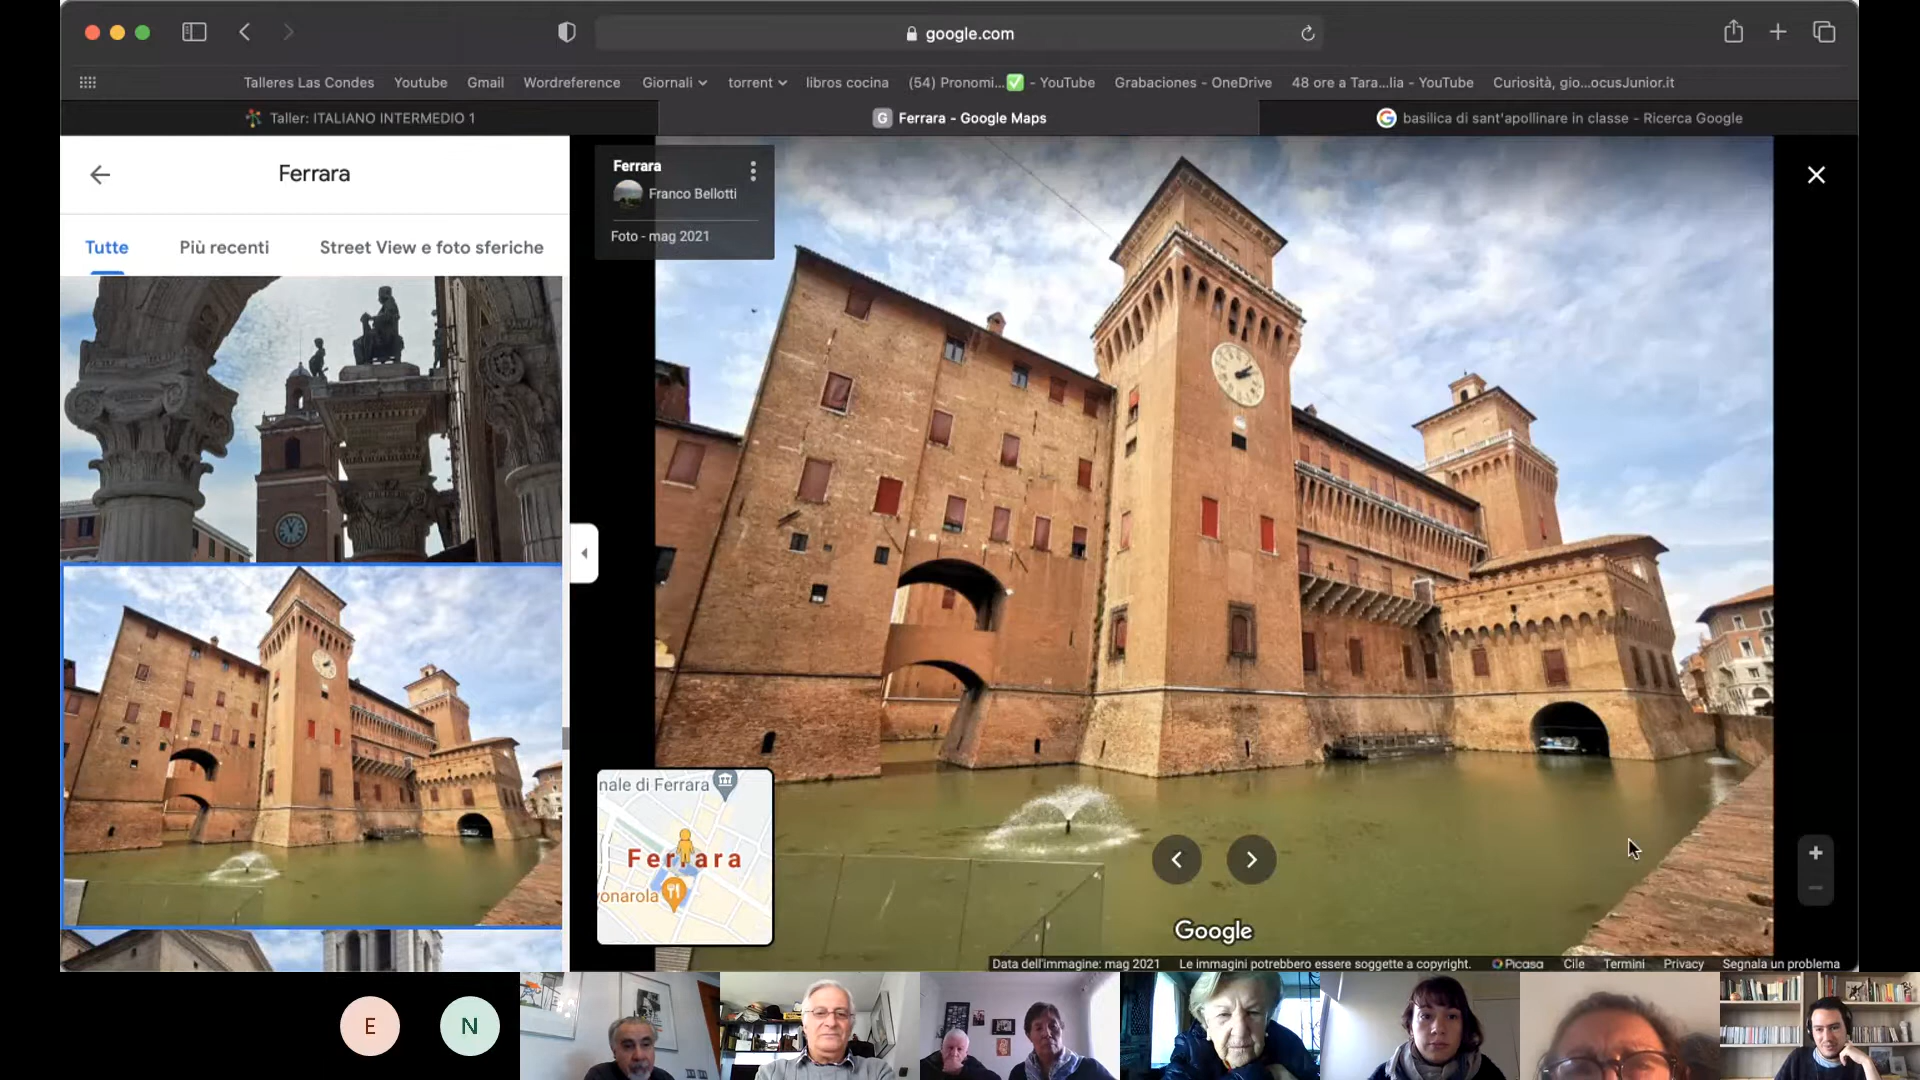 google.com
Talleres Las Condes Youtube Gmail Wordreference Giornali torrent libros cocina (54) Pronomi...✅ - YouTube Grabaciones - OneDrive 48 ore a Tara...lia - YouTube Curiosità, gio...ocusJunior.it
Taller: ITALIANO INTERMEDIO 1
G Ferrara - Google Maps
basilica di sant'apollinare in classe - Ricerca Google
Ferrara
Tutte Più recenti Street View e foto sferiche
Ferrara
Franco Bellotti
Foto - mag 2021
nale di Ferrara
Ferrara
onarola
Google
Data dell'immagine: mag 2021 Le immagini potrebbero essere soggette a copyright. Picasa Cile Termini Privacy Segnala un problema
E N